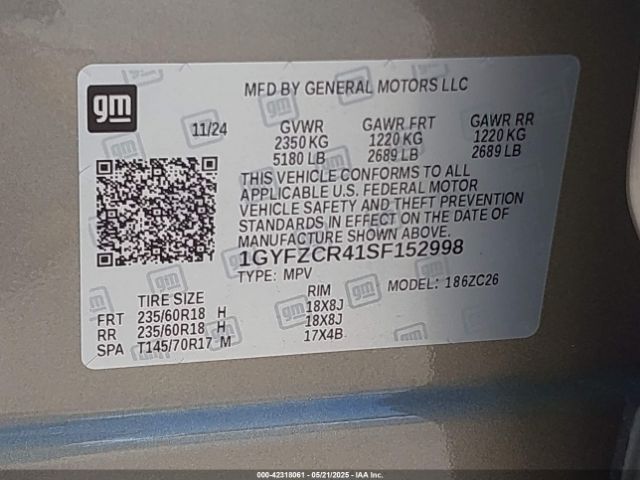 gm
MFD BY GENERAL MOTORS LLC
11/24 GVWR GAWR FRT GAWR RR
2350 KG 1220 KG 1220 KG
5180 LB 2689 LB 2689 LB
THIS VEHICLE CONFORMS TO ALL
APPLICABLE U.S. FEDERAL MOTOR
VEHICLE SAFETY AND THEFT PREVENTION
STANDARDS IN EFFECT ON THE DATE OF
MANUFACTURE SHOWN ABOVE.
1GYFZCR41SF152998
TYPE: MPV MODEL: 186ZC26
TIRE SIZE RIM
FRT 235/60R18 H 18X8J
RR 235/60R18 H 18X8J
SPA T145/70R17 M 17X4B
000-42318061 - 05/21/2025 - IAA Inc.